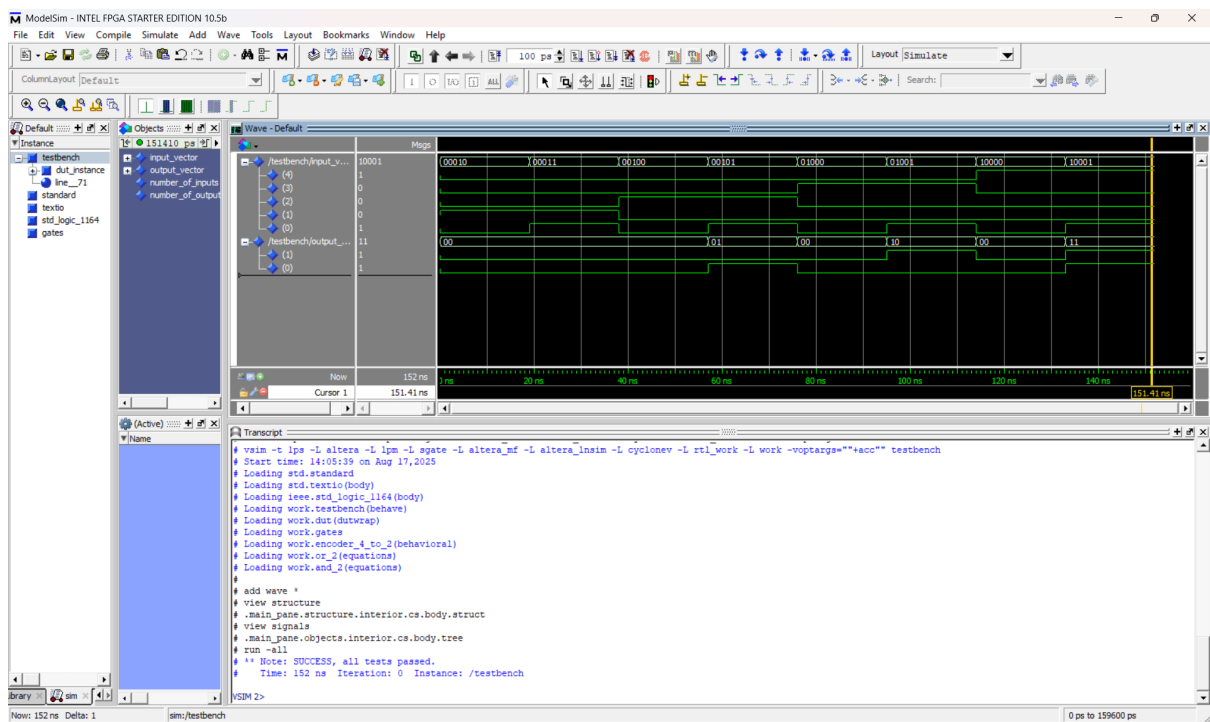 ModelSim - INTEL FPGA STARTER EDITION 10.5b
File Edit View Compile Simulate Add Wave Tools Layout Bookmarks Window Help
100 ps Layout Simulate
ColumnLayout Default Search:
Default
Instance
testbench
dut_instance
line__71
standard
textio
std_logic_1164
gates
Objects
151410 ps
input_vector
output_vector
number_of_inputs
number_of_output
Wave - Default
Msgs
/testbench/input_v... 10001 00010 00011 00100 00101 01000 01001 10000 10001
(4) 1
(3) 0
(2) 0
(1) 0
(0) 1
/testbench/output_... 11 00 01 00 10 00 11
(1) 1
(0) 1
Now 152 ns 20 ns 40 ns 60 ns 80 ns 100 ns 120 ns 140 ns
Cursor 1 151.41 ns 151.41 ns
(Active)
Name
Transcript
# vsim -t 1ps -L altera -L lpm -L sgate -L altera_mf -L altera_lnsim -L cyclonev -L rtl_work -L work -voptargs=""+acc"" testbench
# Start time: 14:05:39 on Aug 17,2025
# Loading std.standard
# Loading std.textio(body)
# Loading ieee.std_logic_1164(body)
# Loading work.testbench(behave)
# Loading work.dut(dutwrap)
# Loading work.gates
# Loading work.encoder_4_to_2(behavioral)
# Loading work.or_2(equations)
# Loading work.and_2(equations)
#
# add wave *
# view structure
# .main_pane.structure.interior.cs.body.struct
# view signals
# .main_pane.objects.interior.cs.body.tree
# run -all
# ** Note: SUCCESS, all tests passed.
# Time: 152 ns Iteration: 0 Instance: /testbench
VSIM 2>
ibrary sim
Now: 152 ns Delta: 1 sim:/testbench 0 ps to 159600 ps